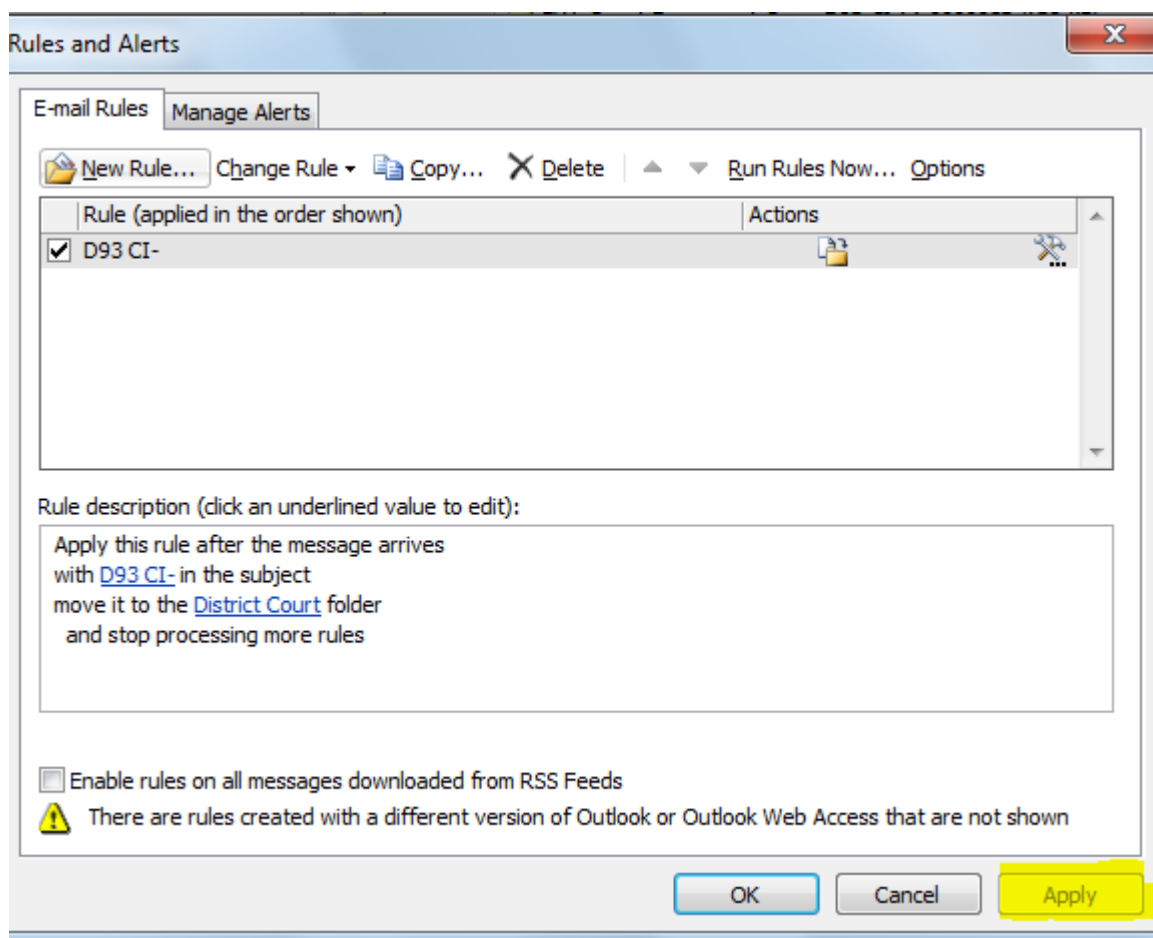 Rules and Alerts
E-mail Rules Manage Alerts
New Rule... Change Rule Copy... Delete Run Rules Now... Options
Rule (applied in the order shown) Actions
D93 CI-
Rule description (click an underlined value to edit):
Apply this rule after the message arrives
with D93 CI- in the subject
move it to the District Court folder
and stop processing more rules
Enable rules on all messages downloaded from RSS Feeds
There are rules created with a different version of Outlook or Outlook Web Access that are not shown
OK Cancel Apply